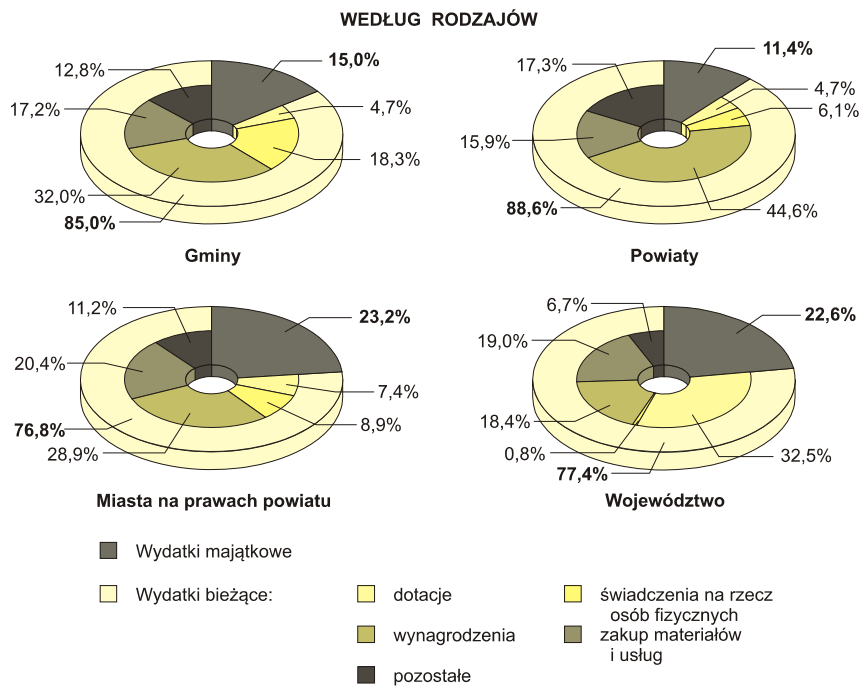 WEDŁUG RODZAJÓW
12,8%
15,0%
17,2%
4,7%
18,3%
32,0%
85,0%
Gminy
17,3%
11,4%
4,7%
6,1%
15,9%
88,6%
44,6%
Powiaty
11,2%
23,2%
20,4%
7,4%
8,9%
76,8%
28,9%
Miasta na prawach powiatu
6,7%
22,6%
19,0%
18,4%
0,8%
32,5%
77,4%
Województwo
Wydatki majątkowe
Wydatki bieżące:
dotacje
wynagrodzenia
pozostałe
świadczenia na rzecz
osób fizycznych
zakup materiałów
i usług